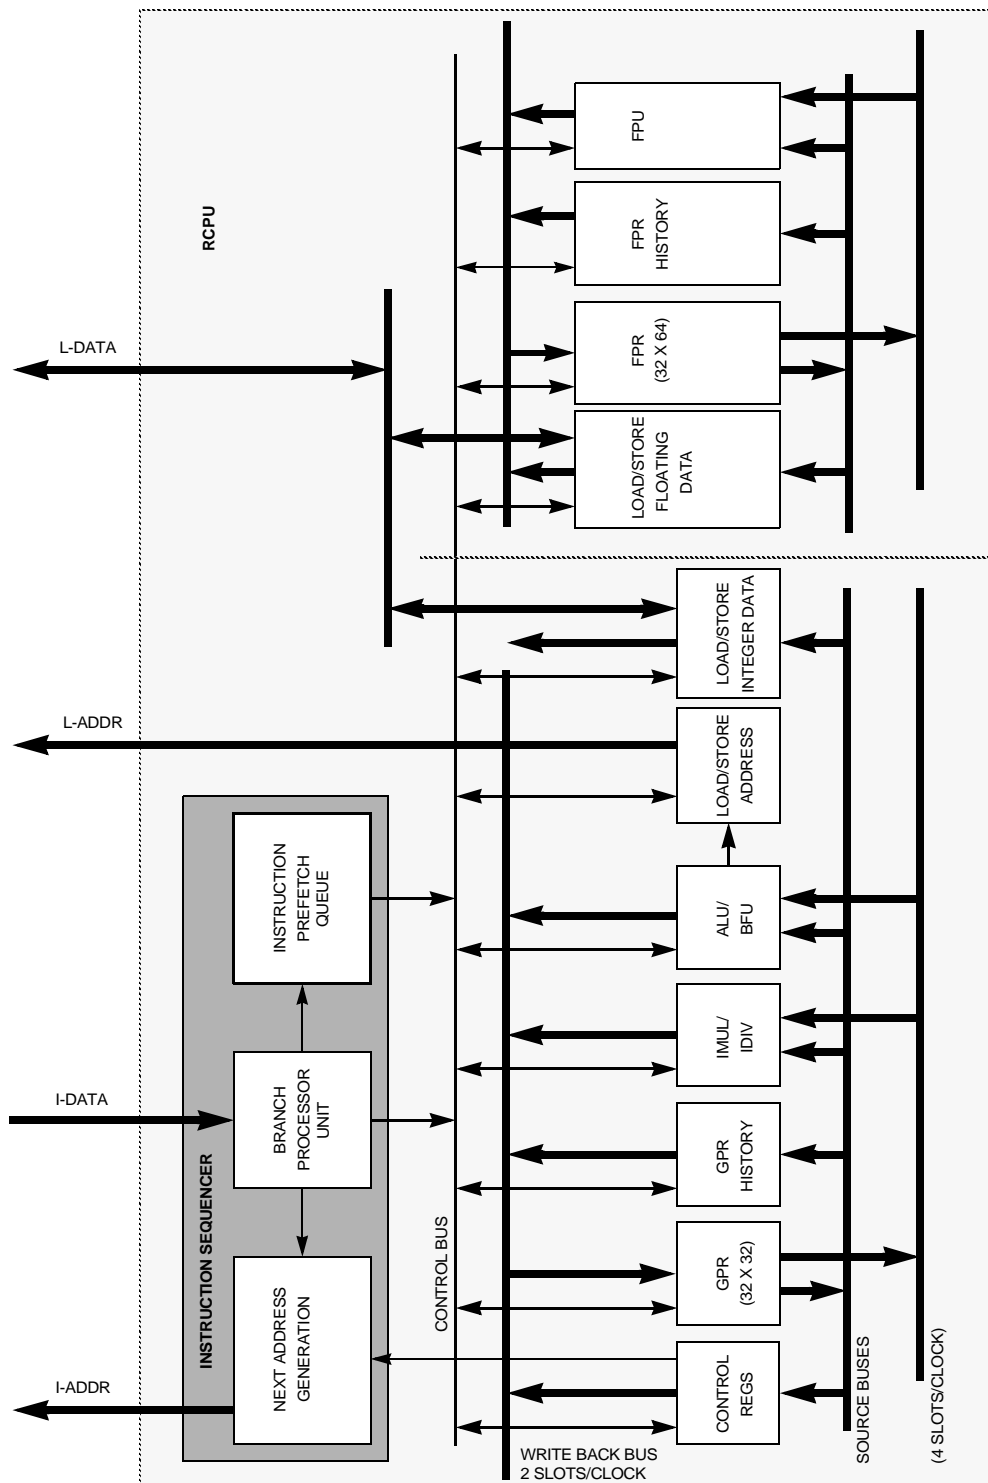 RCPU
L-DATA
L-ADDR
I-DATA
I-ADDR
INSTRUCTION SEQUENCER
INSTRUCTION
PREFETCH
QUEUE
BRANCH
PROCESSOR
UNIT
NEXT ADDRESS
GENERATION
CONTROL BUS
WRITE BACK BUS
2 SLOTS/CLOCK
FPU
FPR
HISTORY
FPR
(32 X 64)
LOAD/STORE
FLOATING
DATA
LOAD/STORE
INTEGER DATA
LOAD/STORE
ADDRESS
ALU/
BFU
IMUL/
IDIV
GPR
HISTORY
GPR
(32 X 32)
CONTROL
REGS
SOURCE BUSES
(4 SLOTS/CLOCK)